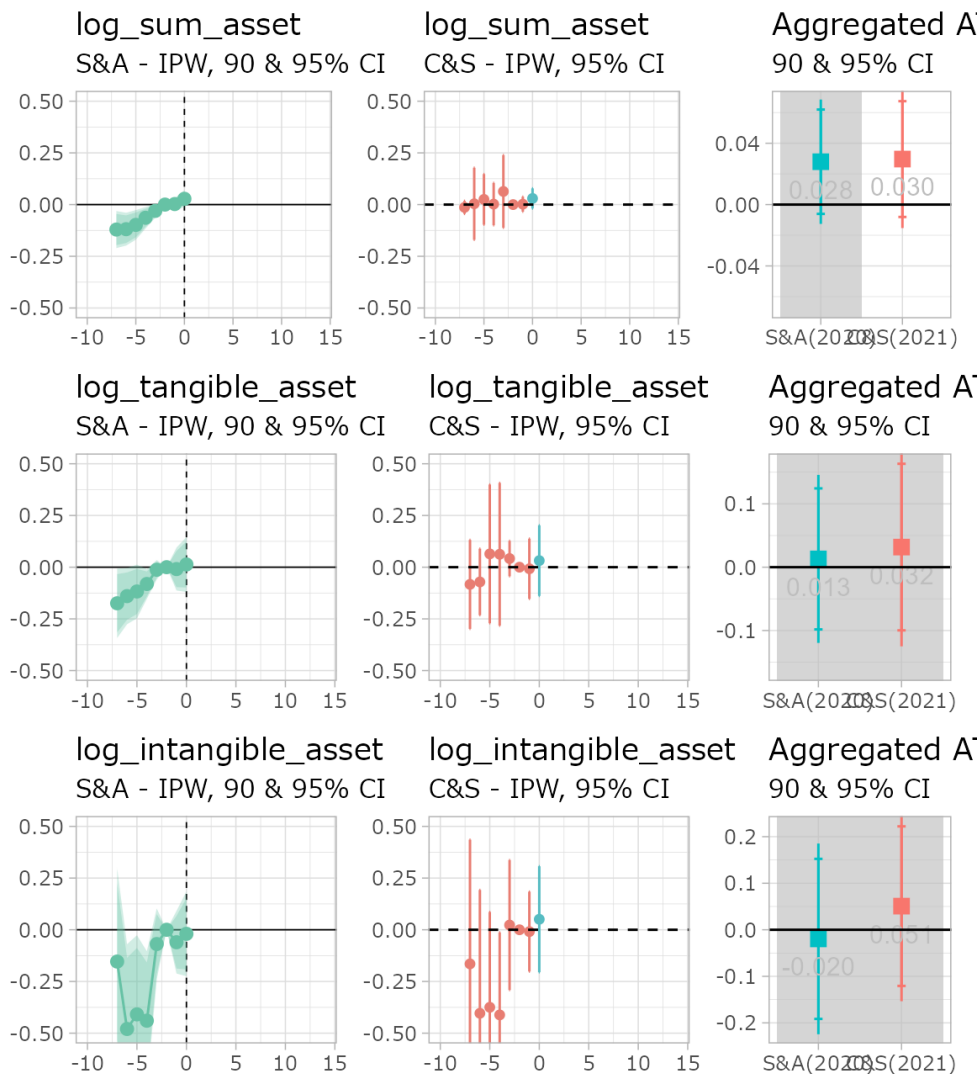 log_sum_asset
S&A - IPW, 90 & 95% CI
0.50
0.25
0.00
-0.25
-0.50
-10 -5 0 5 10 15
log_sum_asset
C&S - IPW, 95% CI
0.50
0.25
0.00
-0.25
-0.50
-10 -5 0 5 10 15
Aggregated AT
90 & 95% CI
0.04
0.00
-0.04
0.028 0.030
S&A(2020) C&S(2021)
log_tangible_asset
S&A - IPW, 90 & 95% CI
0.50
0.25
0.00
-0.25
-0.50
-10 -5 0 5 10 15
log_tangible_asset
C&S - IPW, 95% CI
0.50
0.25
0.00
-0.25
-0.50
-10 -5 0 5 10 15
Aggregated AT
90 & 95% CI
0.1
0.0
-0.1
0.013 0.032
S&A(2020) C&S(2021)
log_intangible_asset
S&A - IPW, 90 & 95% CI
0.50
0.25
0.00
-0.25
-0.50
-10 -5 0 5 10 15
log_intangible_asset
C&S - IPW, 95% CI
0.50
0.25
0.00
-0.25
-0.50
-10 -5 0 5 10 15
Aggregated AT
90 & 95% CI
0.2
0.1
0.0
-0.1
-0.2
-0.020 0.051
S&A(2020) C&S(2021)